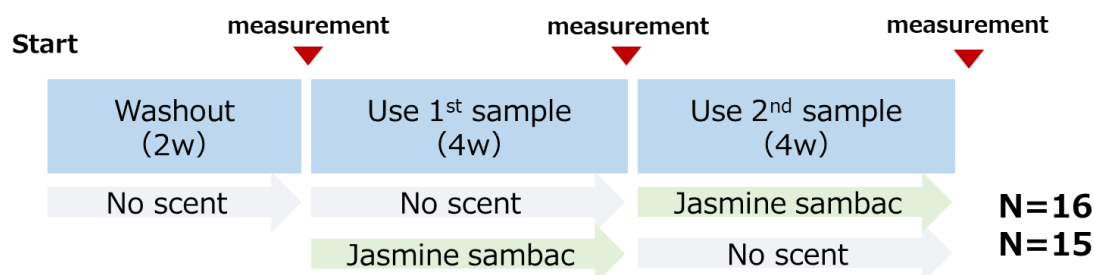 Start
measurement
measurement
measurement
Washout
(2w)
Use 1st sample
(4w)
Use 2nd sample
(4w)
No scent
No scent
Jasmine sambac
N=16
Jasmine sambac
No scent
N=15